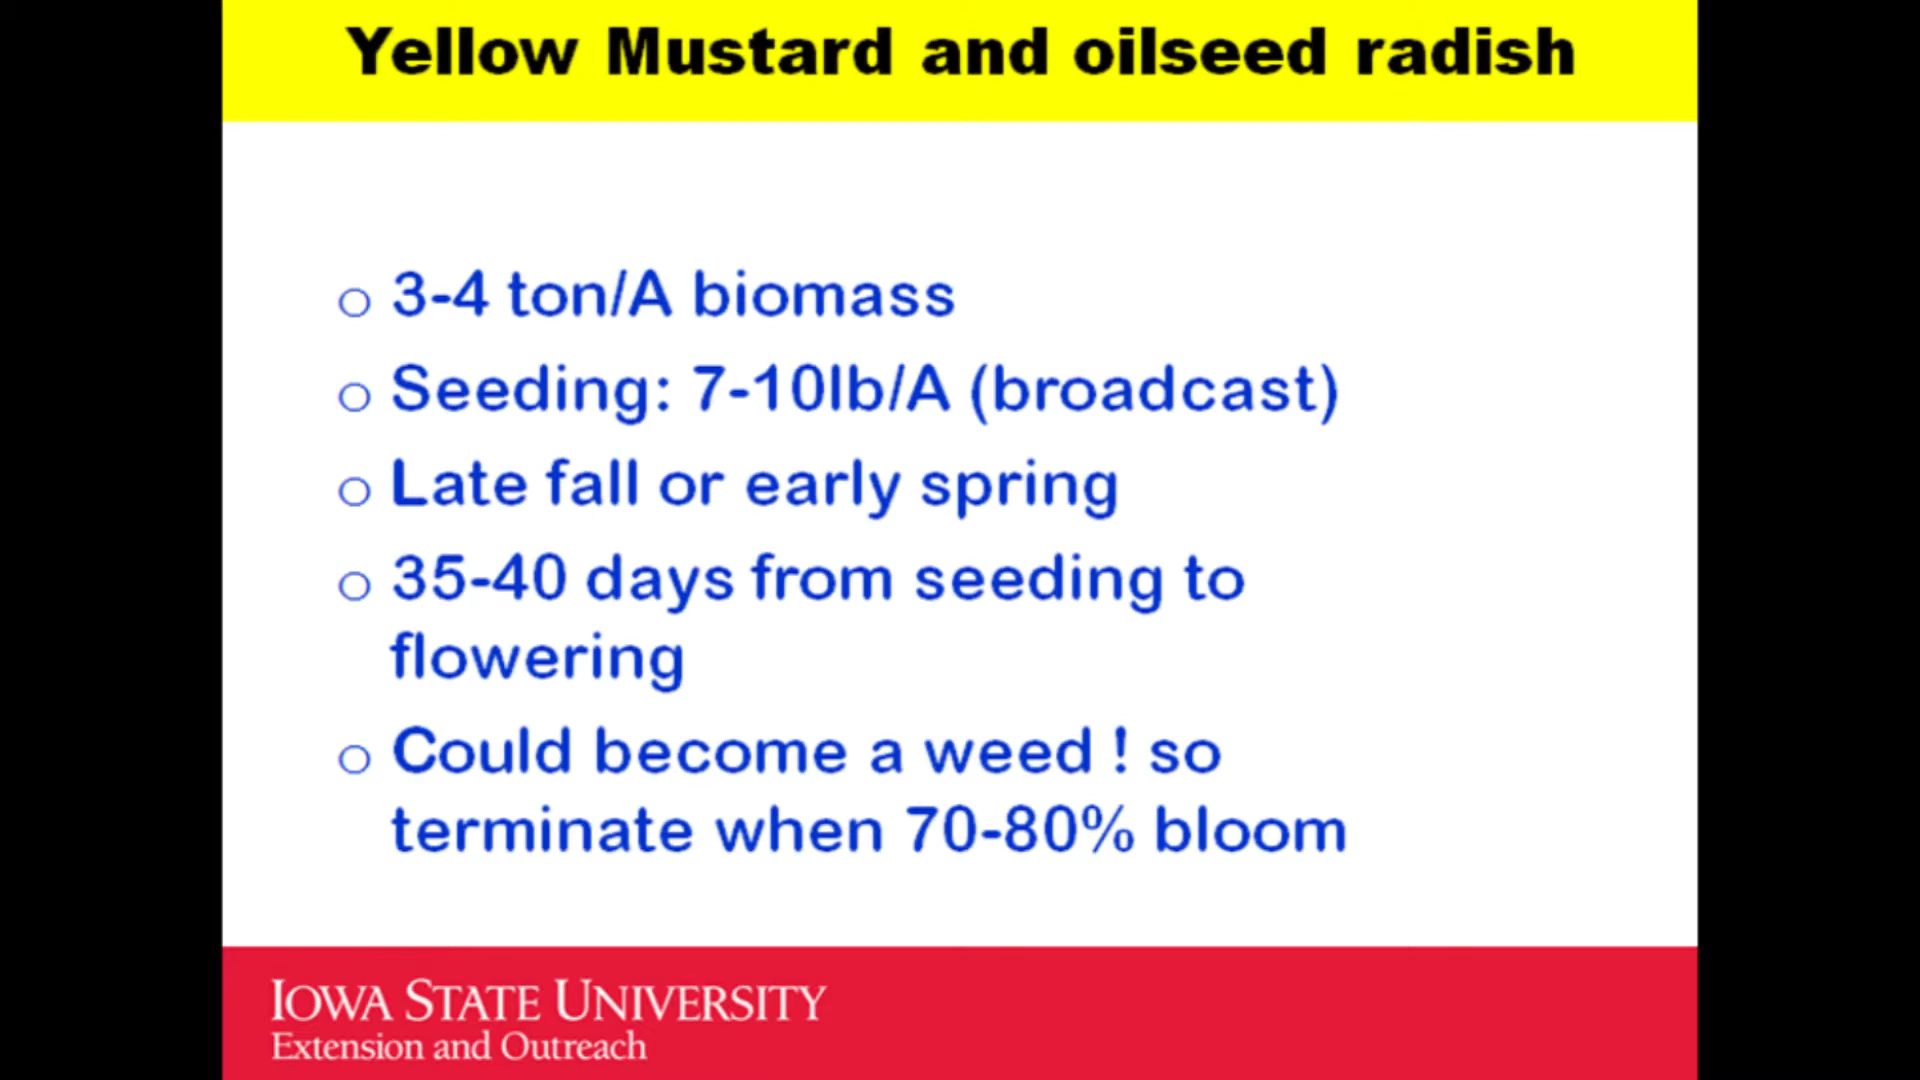 Yellow Mustard and oilseed radish
o 3-4 ton/A biomass
o Seeding: 7-10lb/A (broadcast)
o Late fall or early spring
o 35-40 days from seeding to
flowering
o Could become a weed ! so
terminate when 70-80% bloom
IOWA STATE UNIVERSITY
Extension and Outreach